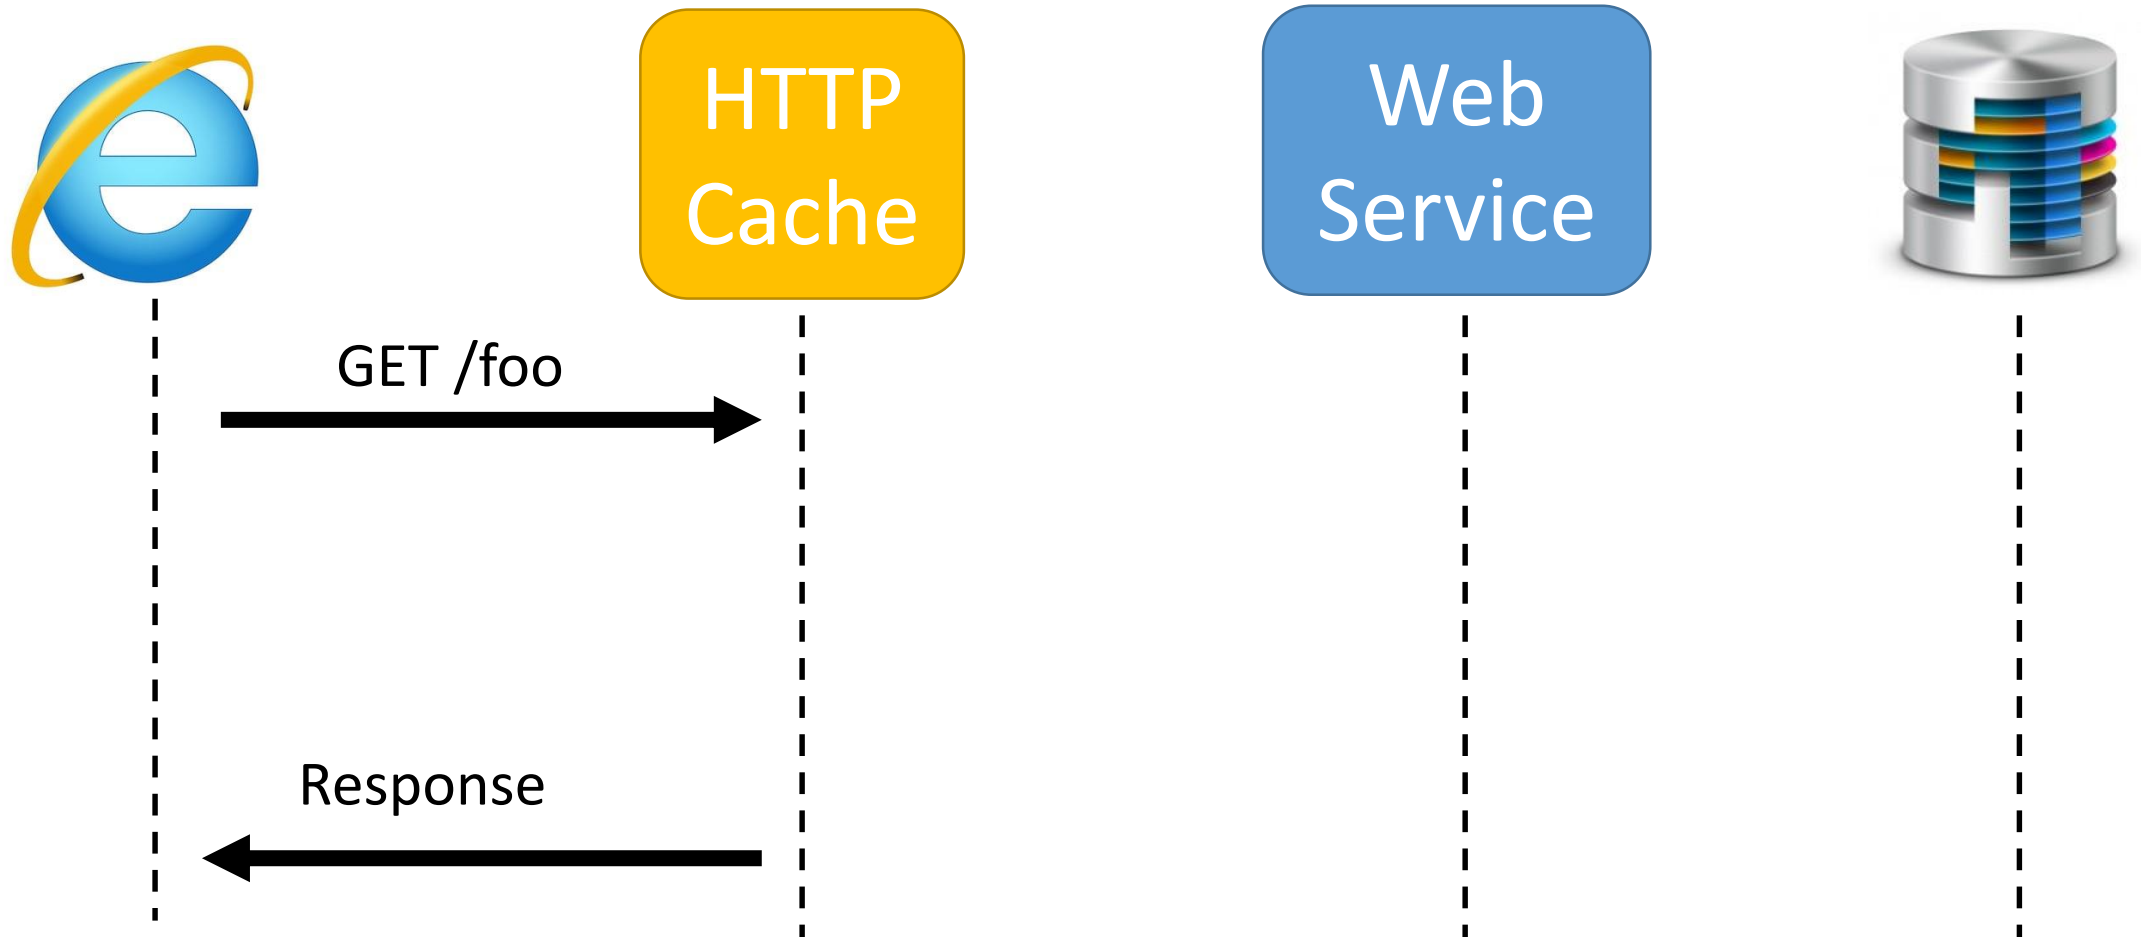 HTTP
Cache
Web
Service
GET /foo
Response